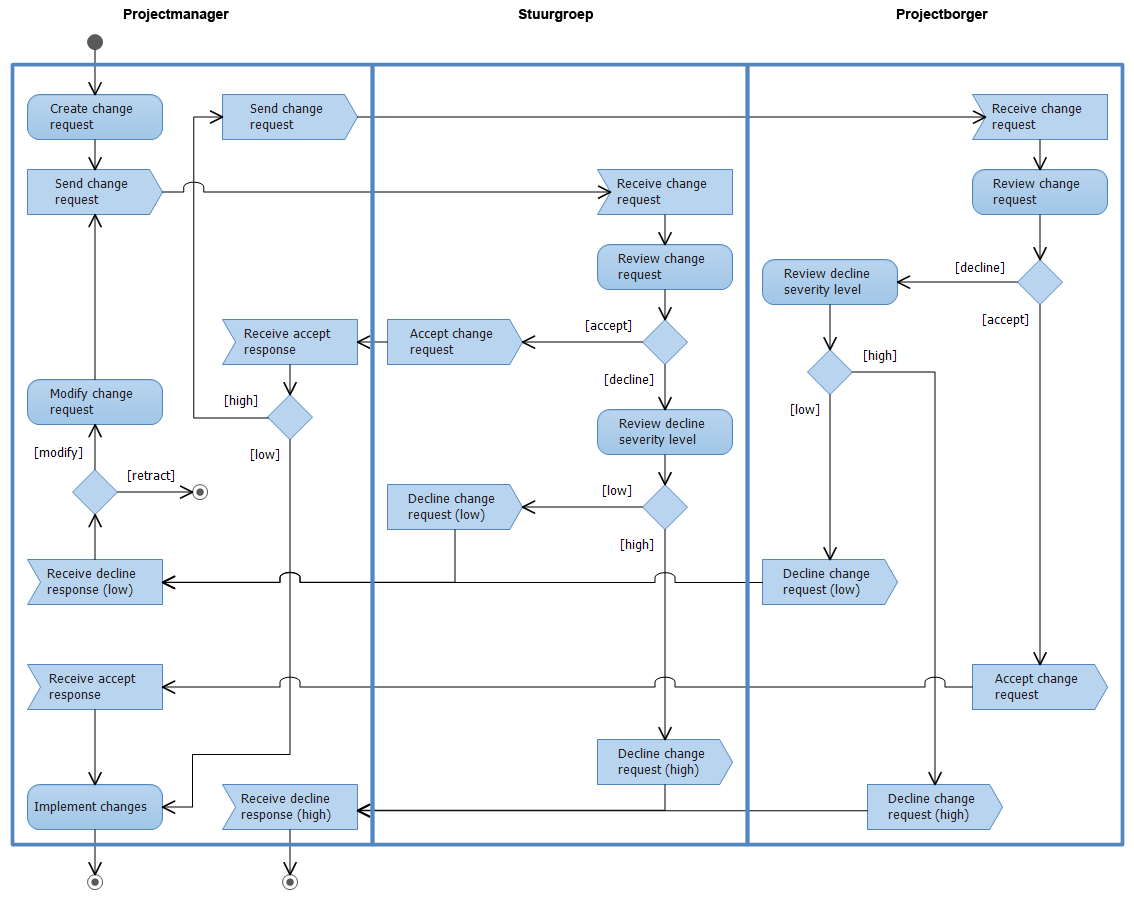 Projectmanager
Stuurgroep
Projectborger
Create change
request
Send change
request
Receive change
request
Send change
request
Receive change
request
Review change
request
Review change
request
[decline]
Review decline
severity level
[accept]
[accept]
Receive accept
response
Accept change
request
[decline]
[high]
Modify change
request
[high]
[low]
Review decline
severity level
[modify]
[low]
[retract]
[low]
Decline change
request (low)
[high]
Receive decline
response (low)
Decline change
request (low)
Receive accept
response
Accept change
request
Decline change
request (high)
Implement changes
Receive decline
response (high)
Decline change
request (high)